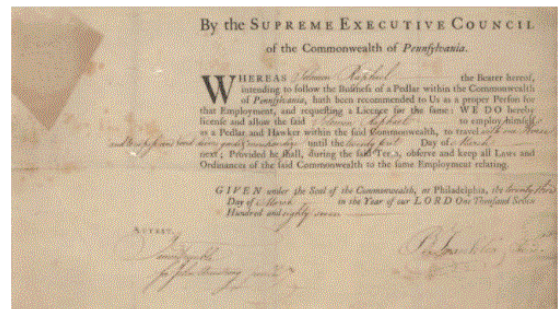 By the SUPREME EXECUTIVE COUNCIL
of the Commonwealth of Pennsylvania.
WHEREAS Solomon Raphael the Bearer hereof,
intending to follow the Business of a Pedlar within the Commonwealth
of Pennsylvania, hath been recommended to Us as a proper Person for
that Employment, and requesting a Licence for the same: WE DO hereby
license and allow the said Solomon Raphael to employ himself
as a Pedlar and Hawker within the said Commonwealth, to travel with one Horse
and until the twenty first Day of March
next; Provided he shall, during the said Term, observe and keep all Laws and
Ordinances of the said Commonwealth to the same Employment relating.
GIVEN under the Seal of the Commonwealth, at Philadelphia, the twenty third
Day of March in the Year of our LORD One Thousand Seven
Hundred and eighty seven
ATTEST.
for John Armstrong